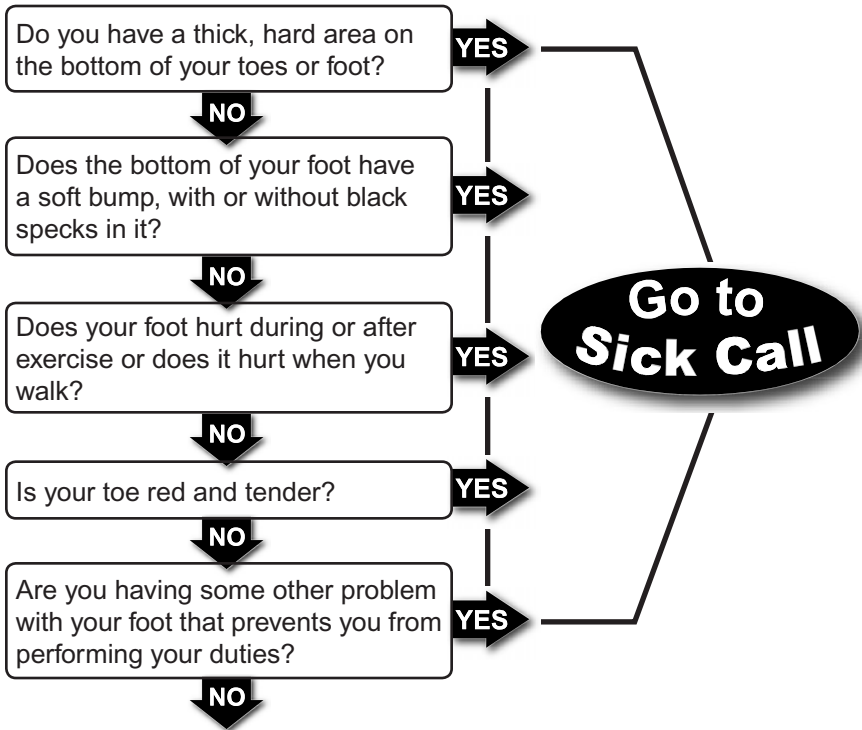 Do you have a thick, hard area on
the bottom of your toes or foot?
YES
NO
Does the bottom of your foot have
a soft bump, with or without black
specks in it?
YES
NO
Does your foot hurt during or after
exercise or does it hurt when you
walk?
YES
NO
Is your toe red and tender?
YES
NO
Are you having some other problem
with your foot that prevents you from
performing your duties?
YES
NO
Go to
Sick Call